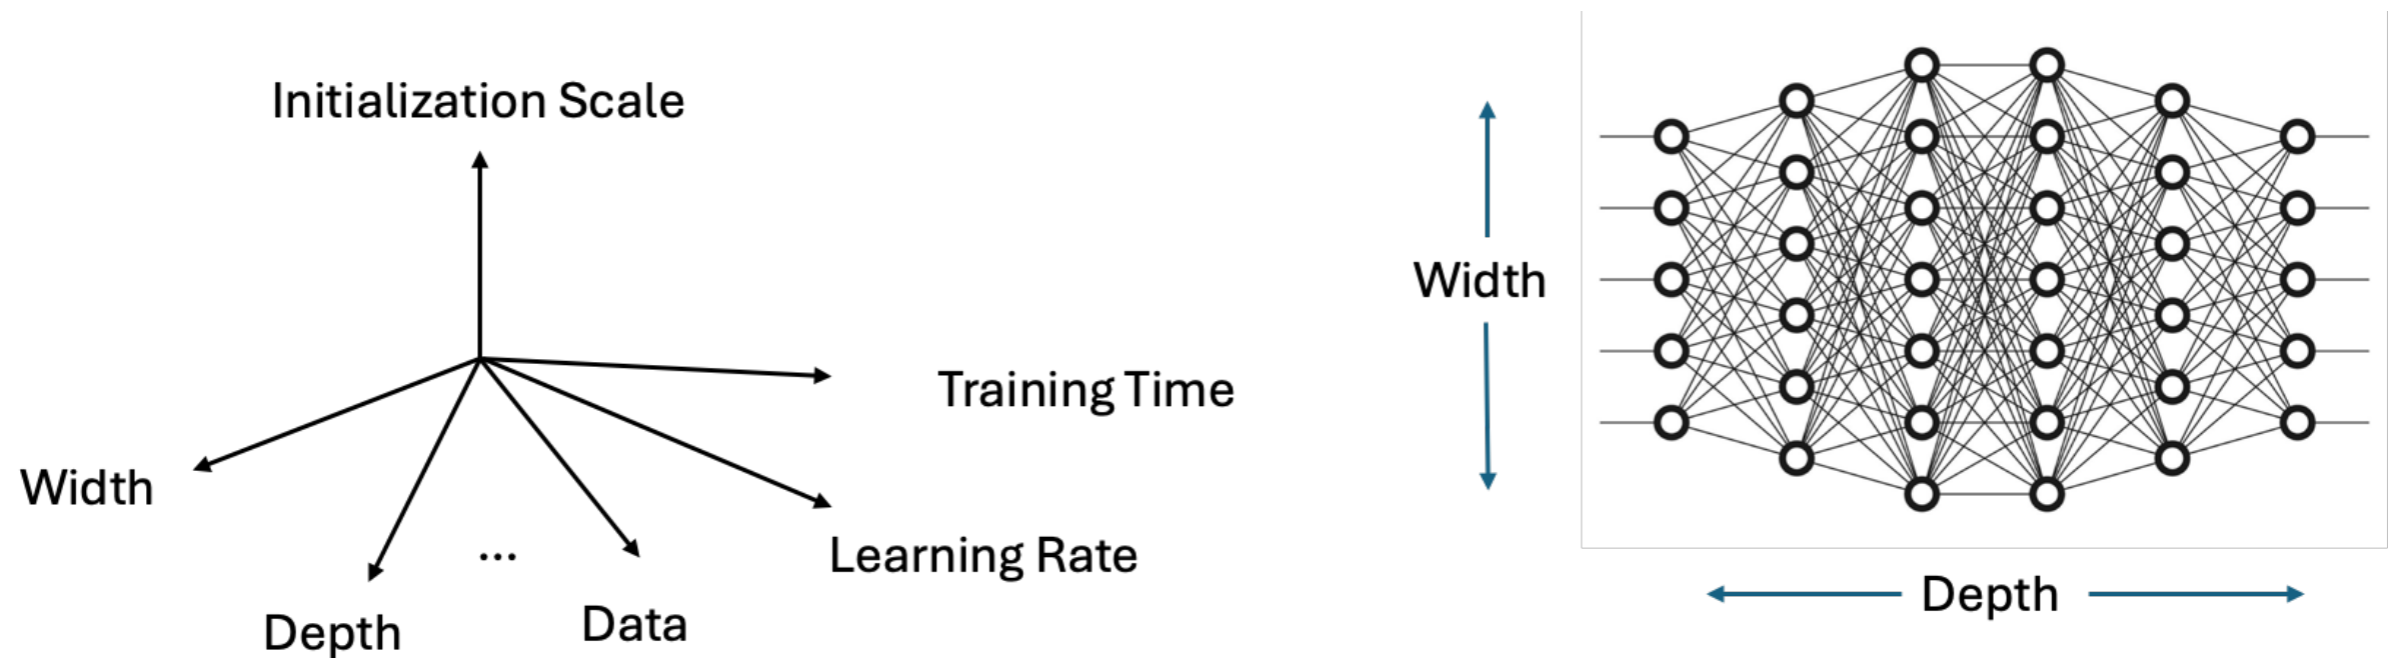 Initialization Scale
Training Time
Width
Learning Rate
...
Depth
Data
Width
Depth